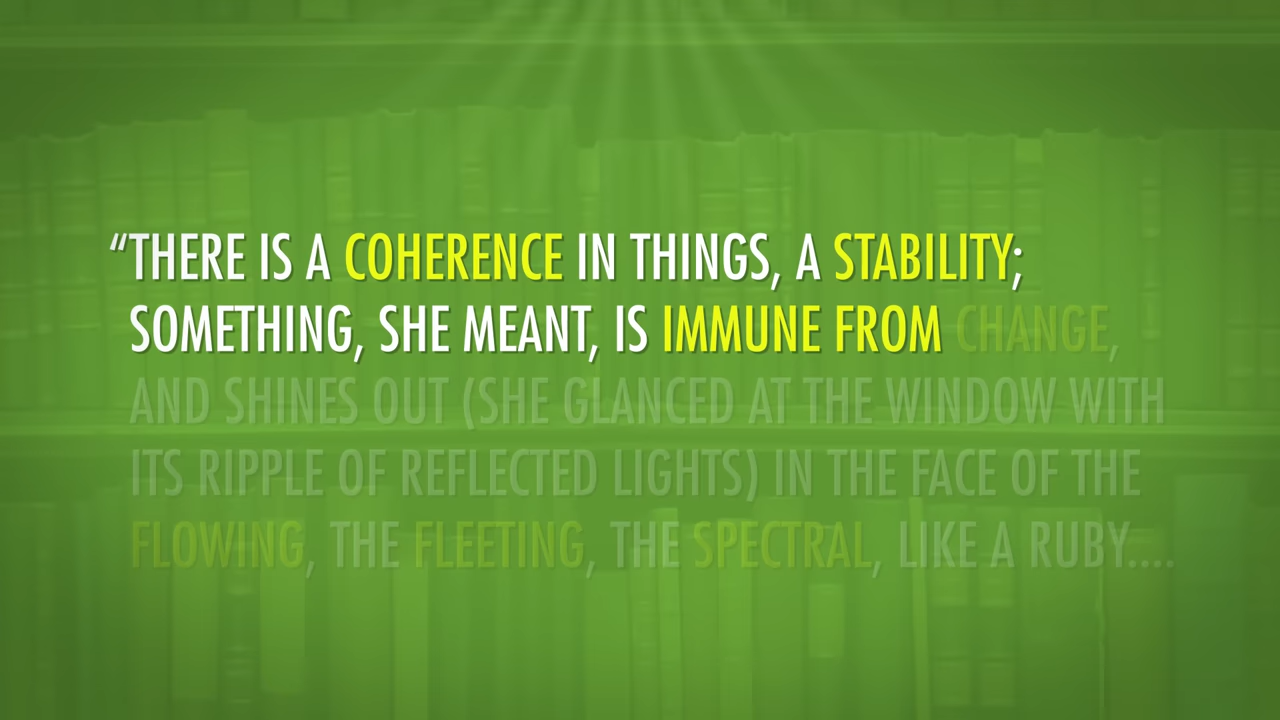 “THERE IS A COHERENCE IN THINGS, A STABILITY;
SOMETHING, SHE MEANT, IS IMMUNE FROM CHANGE,
AND SHINES OUT (SHE GLANCED AT THE WINDOW WITH
ITS RIPPLE OF REFLECTED LIGHTS) IN THE FACE OF THE
FLOWING, THE FLEETING, THE SPECTRAL, LIKE A RUBY....